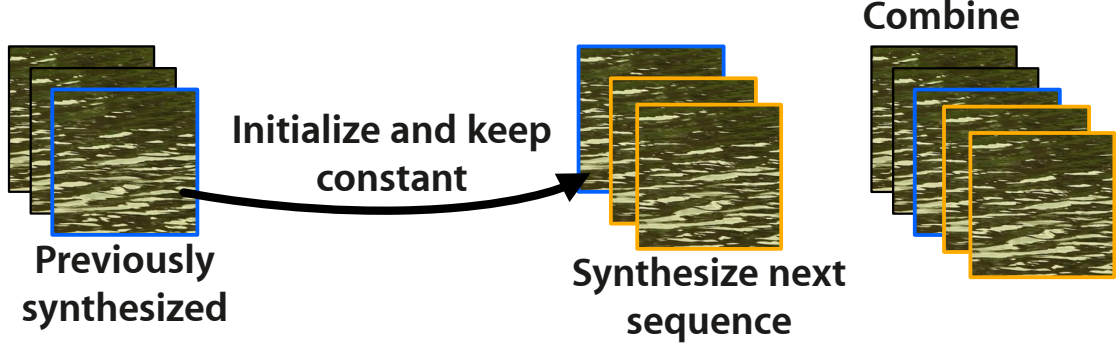 Previously
synthesized
Initialize and keep
constant
Synthesize next
sequence
Combine